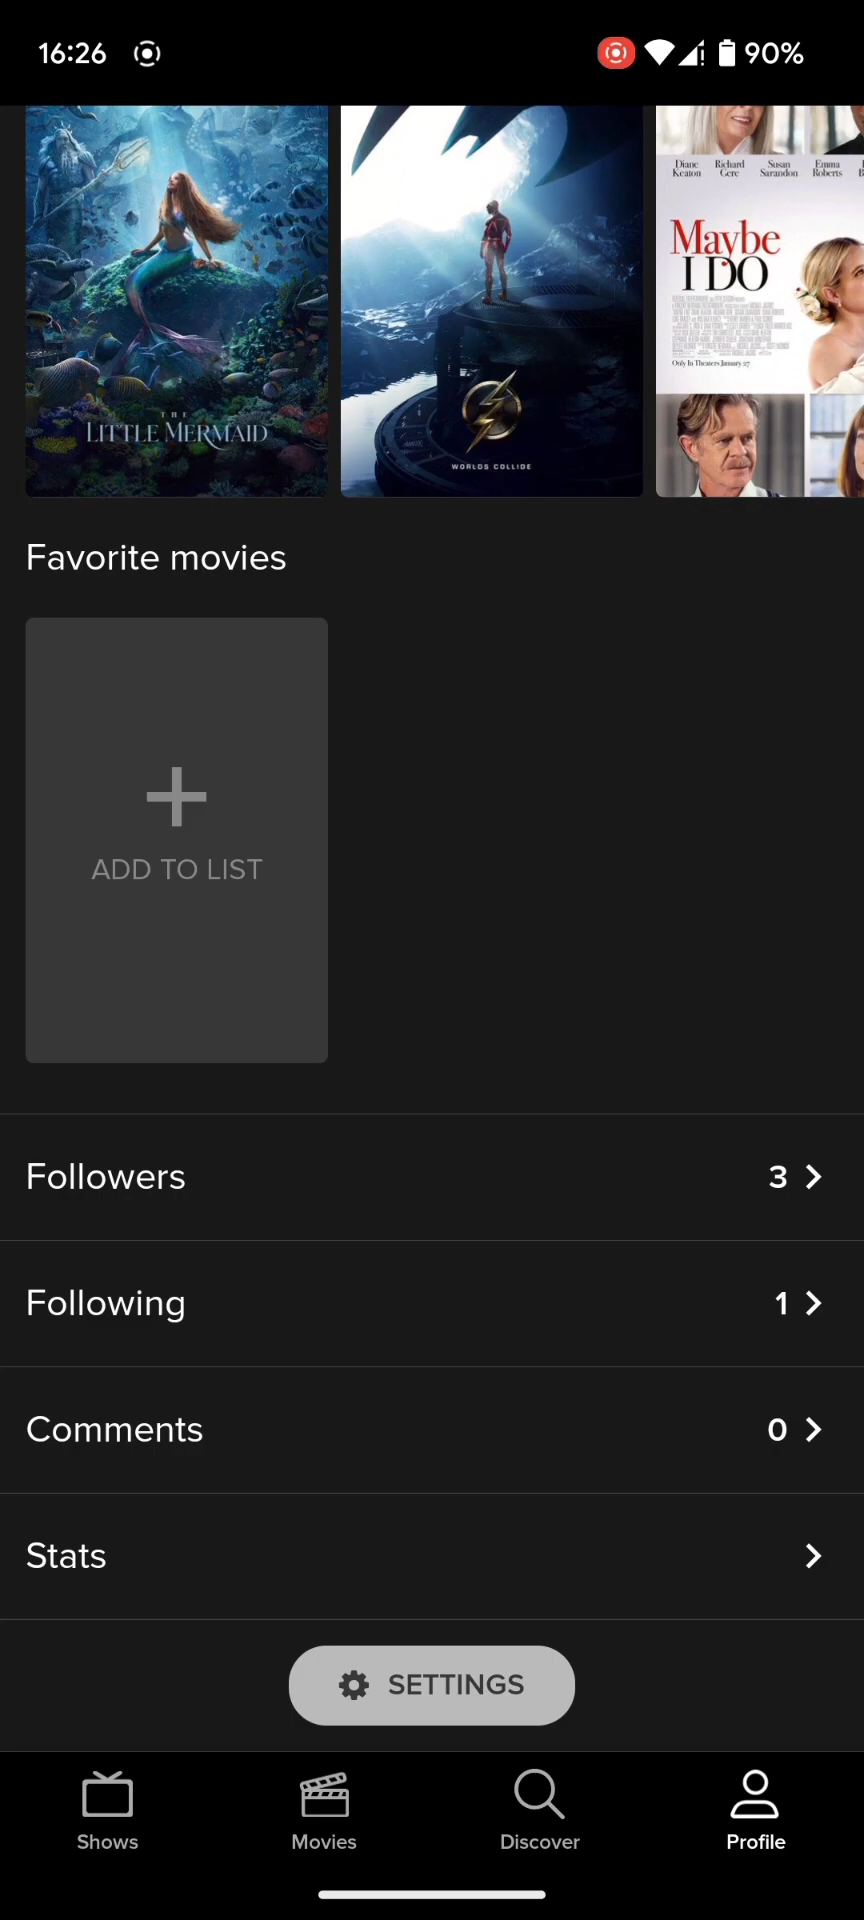 16:26
90%
THE
LITTLE MERMAID
WORLDS COLLIDE
Diane Keaton
Richard Gere
Susan Sarandon
Emma Roberts
Maybe
I DO
Only In Theaters January 27
Favorite movies
ADD TO LIST
Followers 3
Following 1
Comments 0
Stats
SETTINGS
Shows
Movies
Discover
Profile